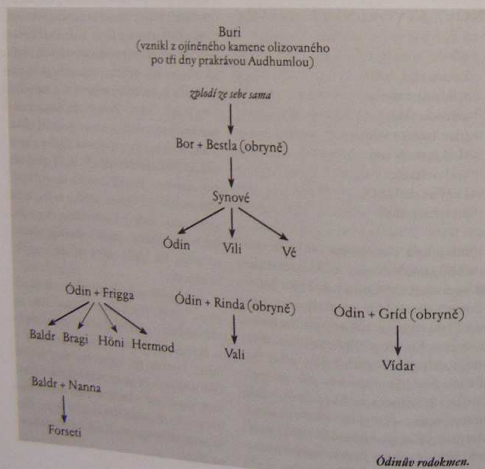 Buri
(vznikl z ojíněného kamene olizovaného
po tři dny prakrávou Audhumlou)
zplodí ze sebe sama
Bor + Bestla (obryně)
Synové
Ódin Vili Vé
Ódin + Frigga
Baldr Bragi Höni Hermod
Ódin + Rinda (obryně)
Vali
Ódin + Gríd (obryně)
Vídar
Baldr + Nanna
Forseti
Ódinův rodokmen.